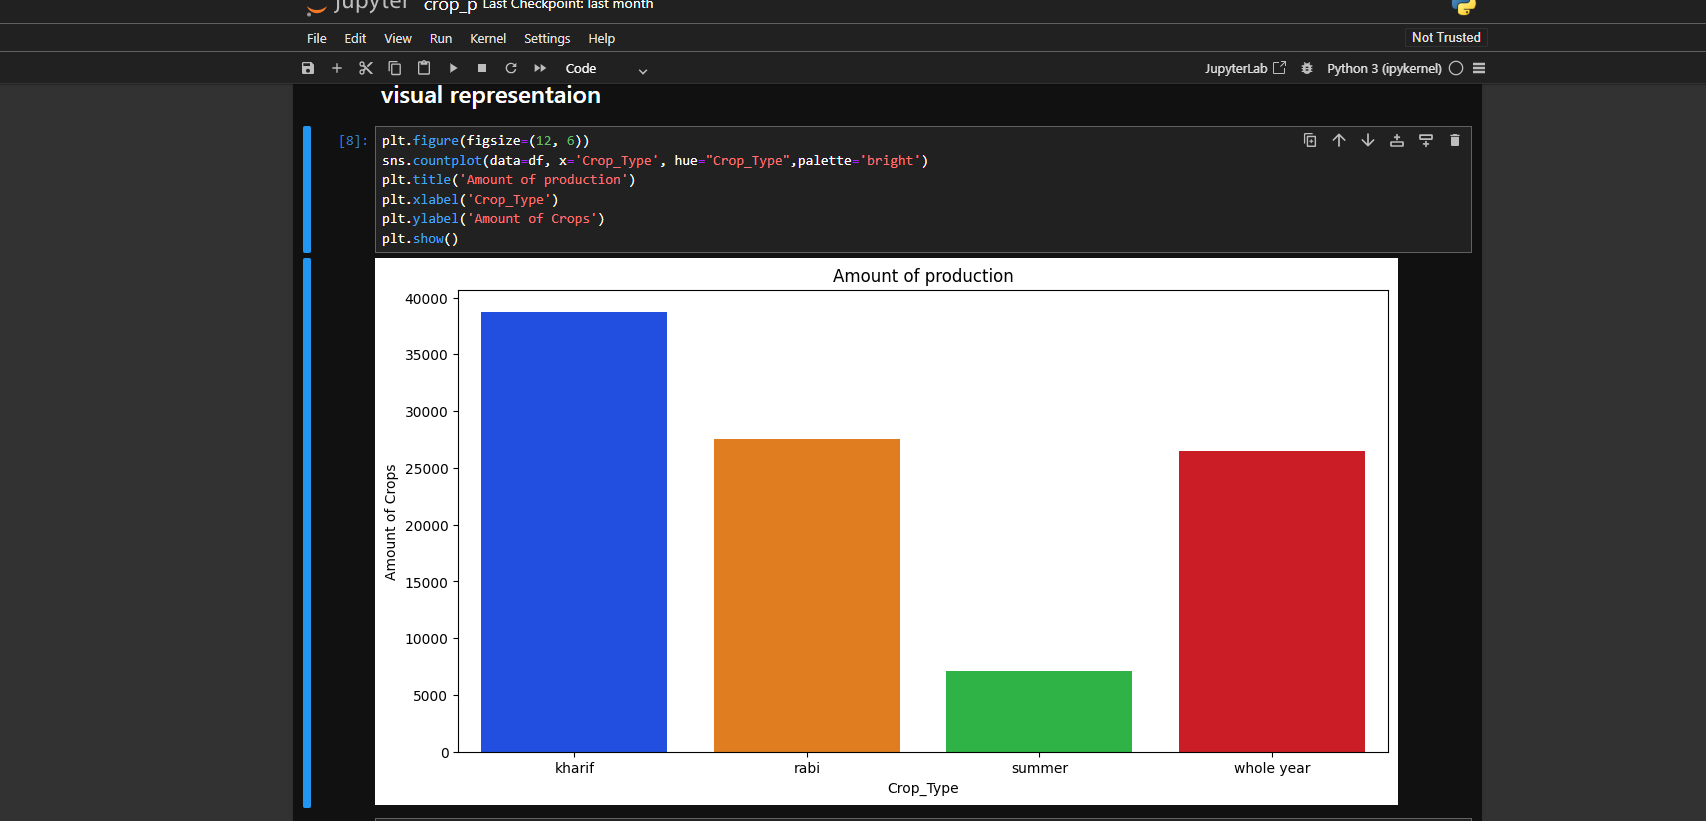 jupyter crop_p Last Checkpoint: last month
File Edit View Run Kernel Settings Help Not Trusted
Code JupyterLab Python 3 (ipykernel)
visual representaion
[8]: plt.figure(figsize=(12, 6))
sns.countplot(data=df, x='Crop_Type', hue="Crop_Type",palette='bright')
plt.title('Amount of production')
plt.xlabel('Crop_Type')
plt.ylabel('Amount of Crops')
plt.show()
Amount of production
40000
35000
30000
25000
20000
15000
10000
5000
0
Amount of Crops
kharif rabi summer whole year
Crop_Type